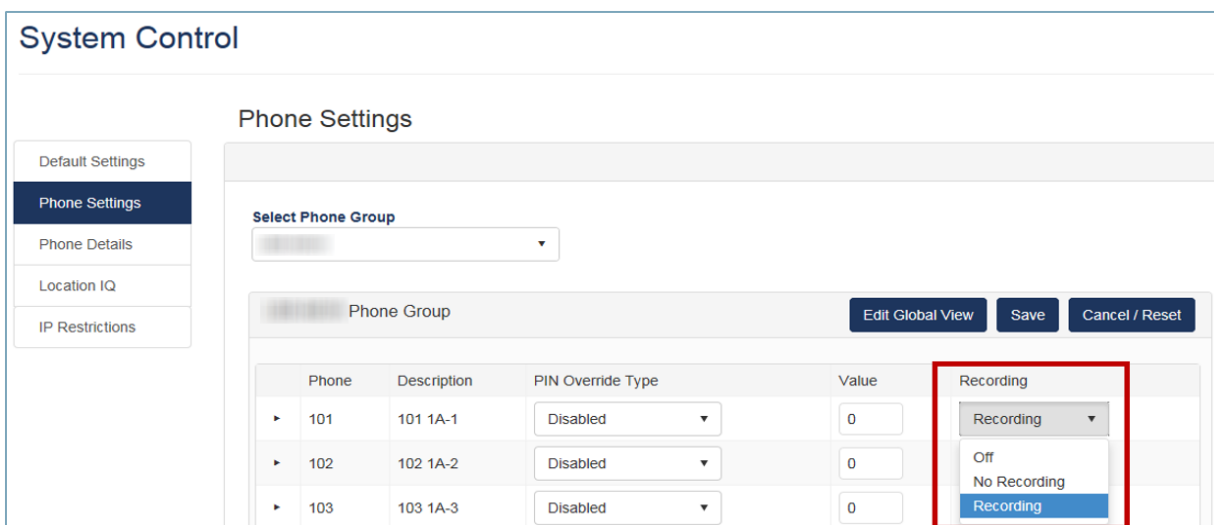 System Control
Phone Settings
Default Settings
Phone Settings
Phone Details
Location IQ
IP Restrictions
Select Phone Group
Phone Group
Edit Global View Save Cancel / Reset
Phone Description PIN Override Type Value Recording
101 101 1A-1 Disabled 0 Recording
102 102 1A-2 Disabled 0 Off
No Recording
103 103 1A-3 Disabled 0 Recording